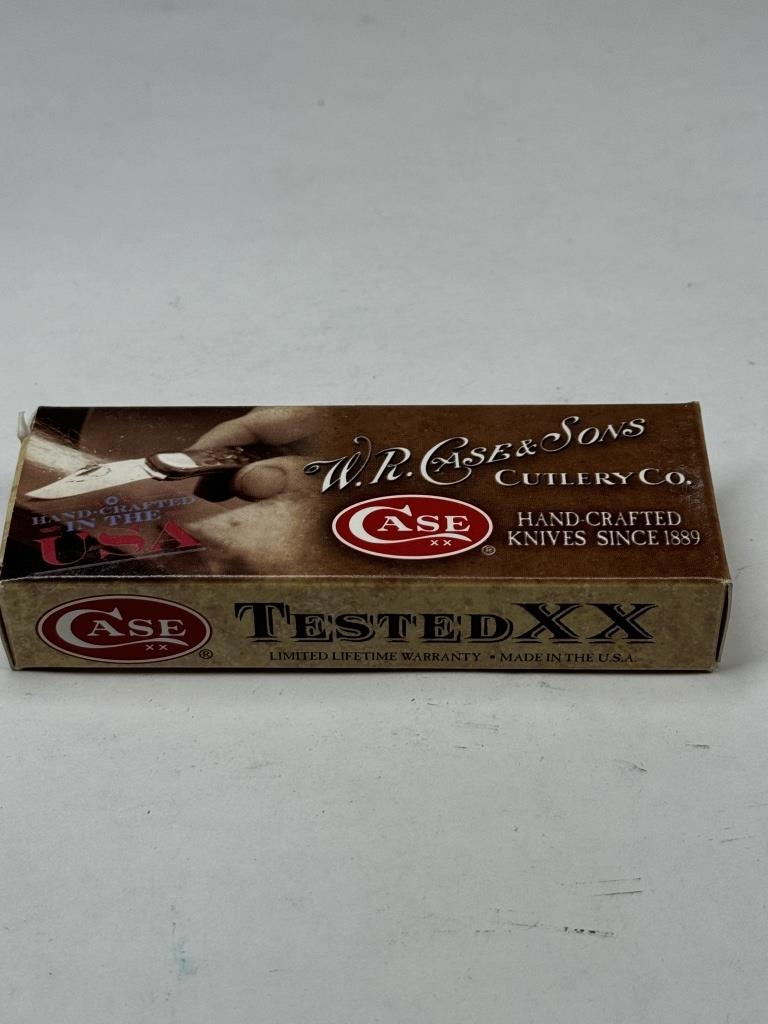 W.R. CASE & SONS
CUTLERY CO.
HAND-CRAFTED
IN THE
USA
CASE
XX
®
HAND-CRAFTED
KNIVES SINCE 1889
CASE
XX
®
TESTED XX
LIMITED LIFETIME WARRANTY • MADE IN THE U.S.A.